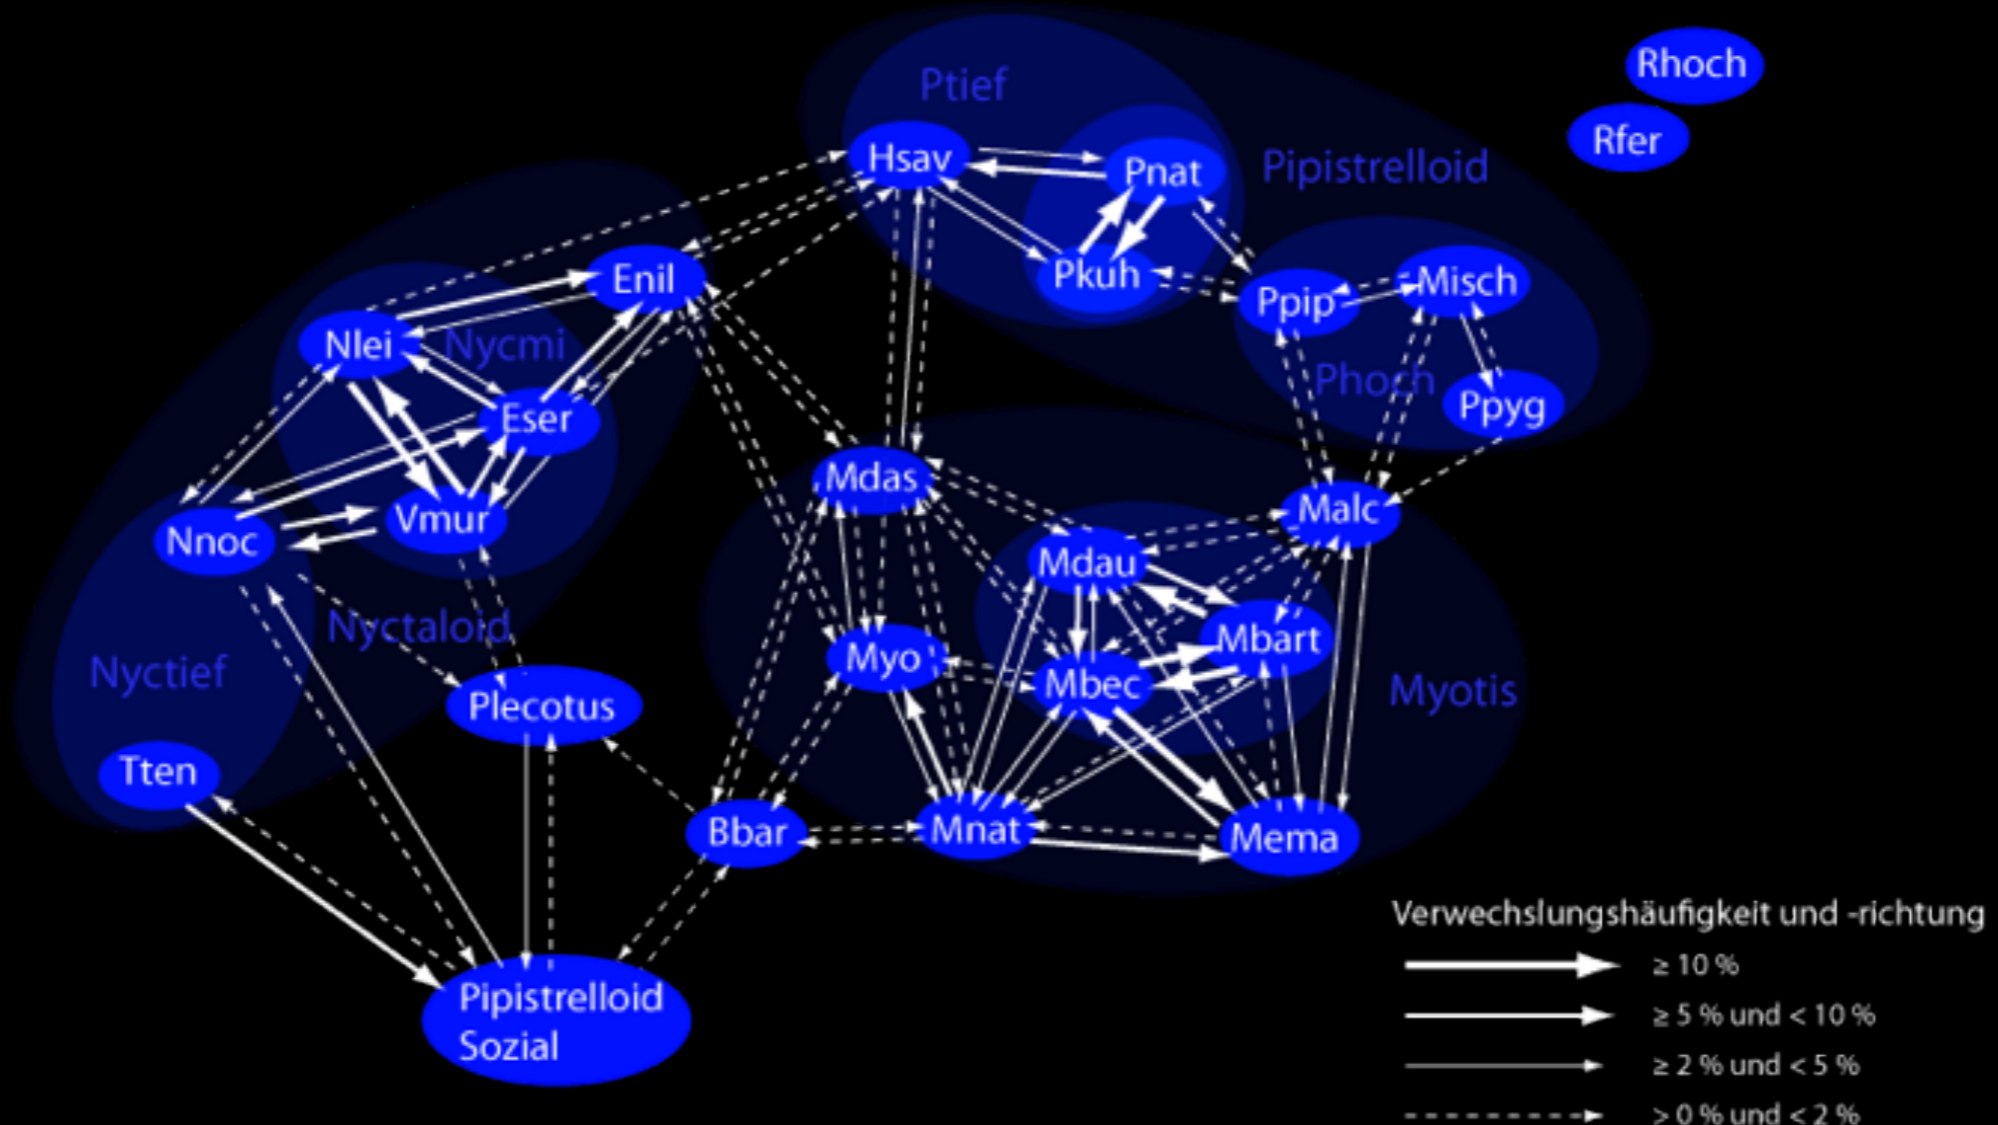 Rhoch
Ptief
Rfer
Hsav
Pnat
Pipistrelloid
Enil
Pkuh
Ppip
Misch
Nlei
Nycmi
Phoch
Ppyg
Eser
Mdas
Malc
Nnoc
Vmur
Mdau
Nyctaloid
Mbart
Nyctief
Myo
Mbec
Myotis
Plecotus
Tten
Bbar
Mnat
Mema
Verwechslungshäufigkeit und -richtung
≥ 10 %
Pipistrelloid
Sozial
≥ 5 % und < 10 %
≥ 2 % und < 5 %
> 0 % und < 2 %